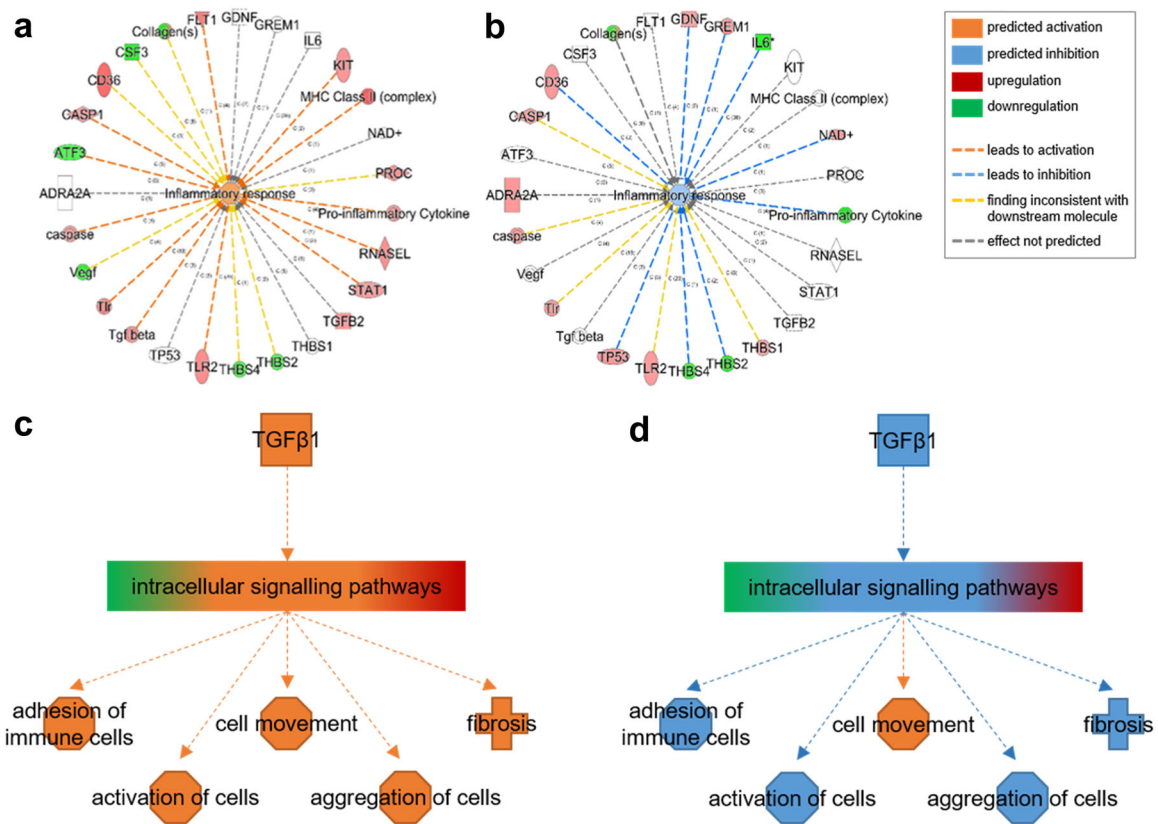 a
FLT1
GDNF
GREM1
Collagen(s)
IL6
CSF3
KIT
CD36
MHC Class II (complex)
CASP1
NAD+
ATF3
PROC
ADRA2A
Inflammatory response
Pro-inflammatory Cytokine
caspase
RNASEL
Vegf
STAT1
Tlr
TGFB2
Tgf beta
THBS1
TP53
THBS2
TLR2
THBS4
b
FLT1
GDNF
GREM1
Collagen(s)
IL6*
CSF3
KIT
CD36
MHC Class II (complex)
CASP1
NAD+
ATF3
PROC
ADRA2A
Inflammatory response
Pro-inflammatory Cytokine
caspase
RNASEL
Vegf
STAT1
Tlr
TGFB2
Tgf beta
THBS1
TP53
THBS2
TLR2
THBS4
predicted activation
predicted inhibition
upregulation
downregulation
leads to activation
leads to inhibition
finding inconsistent with
downstream molecule
effect not predicted
c
TGFβ1
intracellular signalling pathways
adhesion of
immune cells
cell movement
fibrosis
activation of cells
aggregation of cells
d
TGFβ1
intracellular signalling pathways
adhesion of
immune cells
cell movement
fibrosis
activation of cells
aggregation of cells